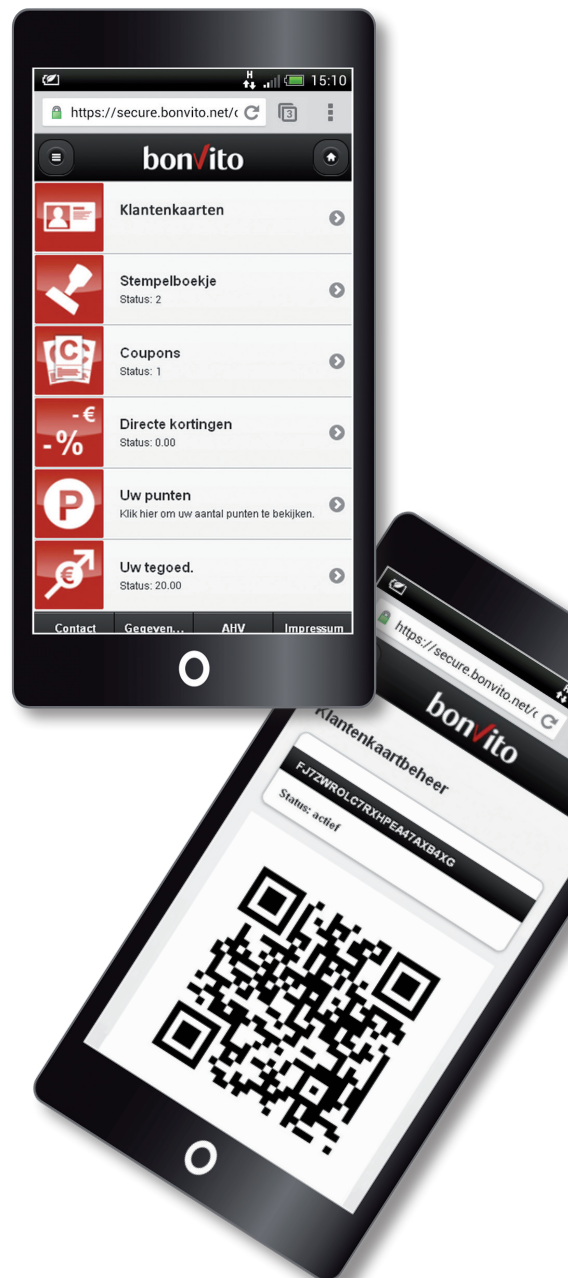 H
15:10
https://secure.bonvito.net/c
3
bonvito
Klantenkaarten
Stempelboekje
Status: 2
C C C
Coupons
Status: 1
-€
-%
Directe kortingen
Status: 0.00
P
Uw punten
Klik hier om uw aantal punten te bekijken.
€
Uw tegoed.
Status: 20.00
Contact Gegeven... AHV Impressum
H
https://secure.bonvito.net/c
bonvito
Klantenkaartbeheer
FJ7ZWROLC7RXHPEA47AXB4XG
Status: actief